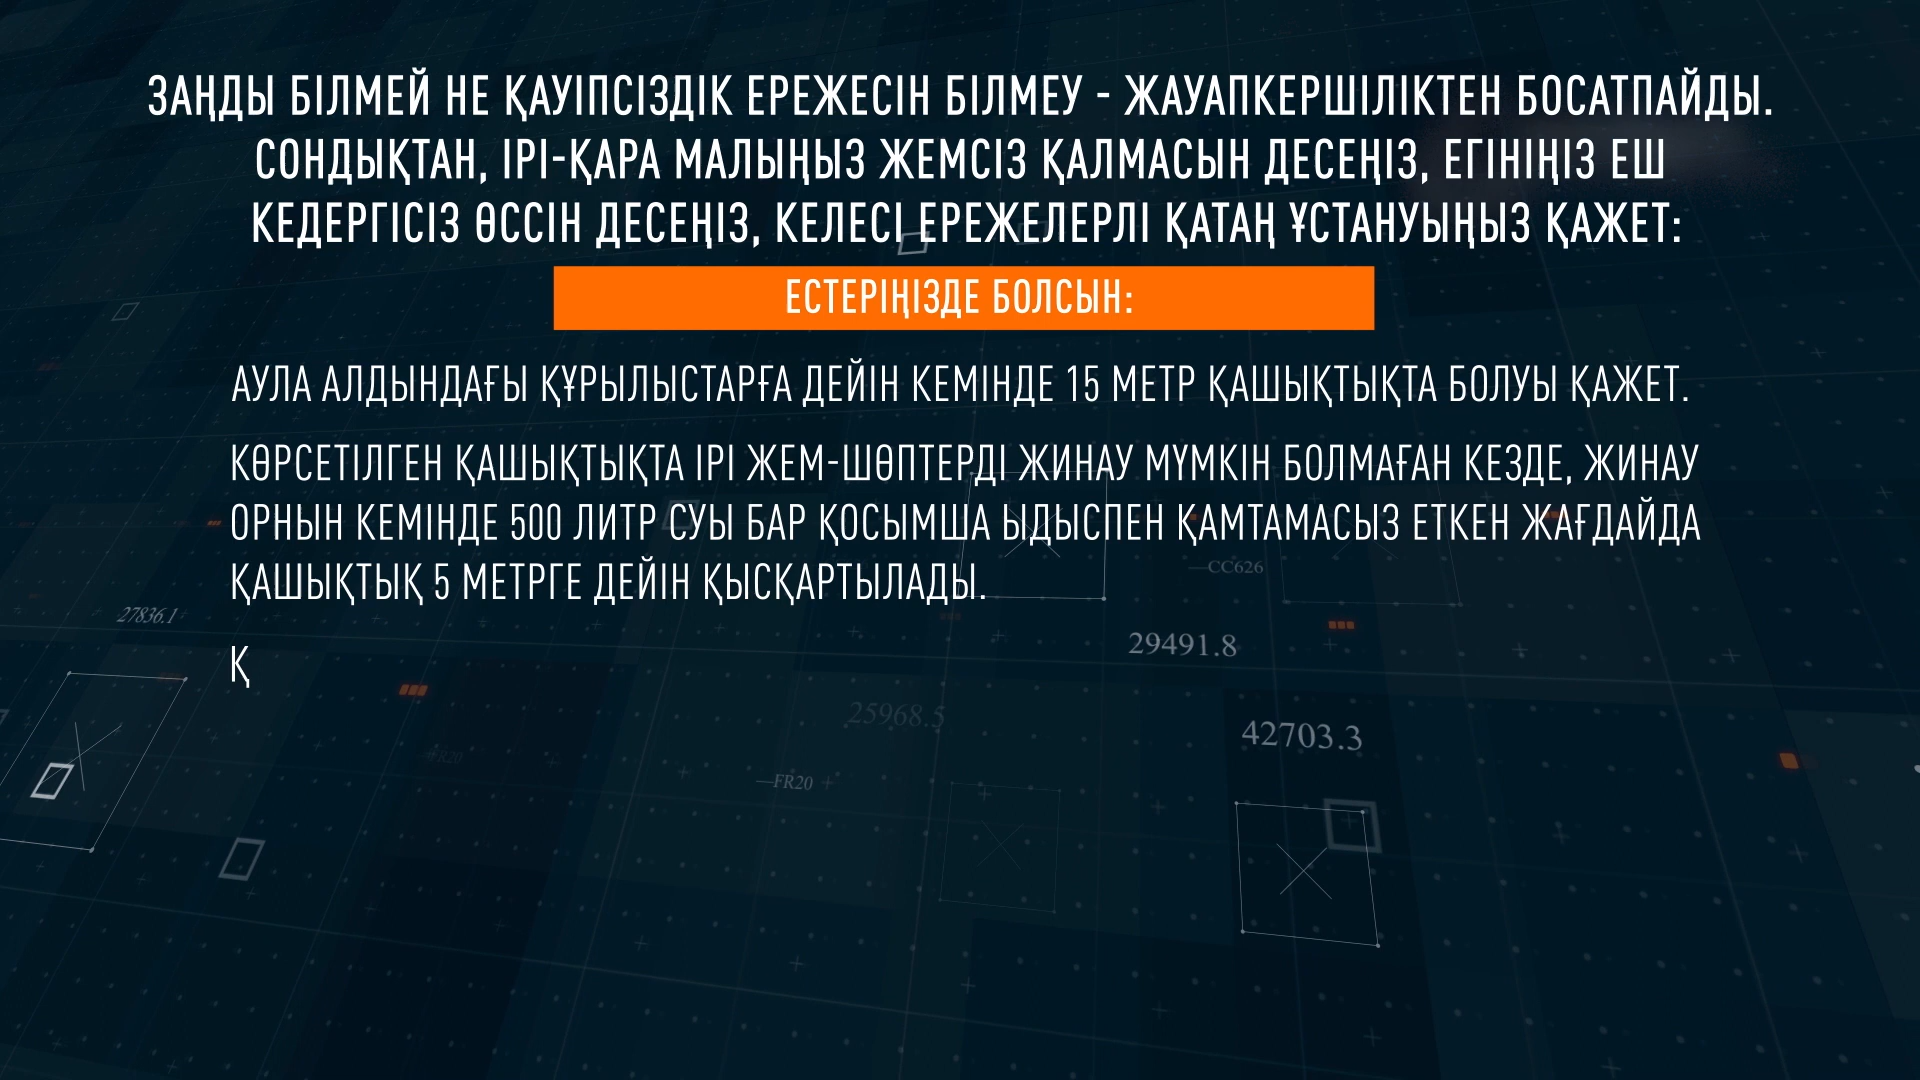 ЗАҢДЫ БІЛМЕЙ НЕ ҚАУІПСІЗДІК ЕРЕЖЕСІН БІЛМЕУ - ЖАУАПКЕРШІЛІКТЕН БОСАТПАЙДЫ.
СОНДЫҚТАН, ІРІ-ҚАРА МАЛЫҢЫЗ ЖЕМСІЗ ҚАЛМАСЫН ДЕСЕҢІЗ, ЕГІНІҢІЗ ЕШ
КЕДЕРГІСІЗ ӨССІН ДЕСЕҢІЗ, КЕЛЕСІ ЕРЕЖЕЛЕРЛІ ҚАТАҢ ҰСТАНУЫҢЫЗ ҚАЖЕТ:
ЕСТЕРІҢІЗДЕ БОЛСЫН:
АУЛА АЛДЫНДАҒЫ ҚҰРЫЛЫСТАРҒА ДЕЙІН КЕМІНДЕ 15 МЕТР ҚАШЫҚТЫҚТА БОЛУЫ ҚАЖЕТ.
КӨРСЕТІЛГЕН ҚАШЫҚТЫҚТА ІРІ ЖЕМ-ШӨПТЕРДІ ЖИНАУ МҮМКІН БОЛМАҒАН КЕЗДЕ, ЖИНАУ
ОРНЫН КЕМІНДЕ 500 ЛИТР СУЫ БАР ҚОСЫМША ЫДЫСПЕН ҚАМТАМАСЫЗ ЕТКЕН ЖАҒДАЙДА
ҚАШЫҚТЫҚ 5 МЕТРГЕ ДЕЙІН ҚЫСҚАРТЫЛАДЫ.
—CC626
27836.1
29491.8
Қ
25968.5
42703.3
—FR20